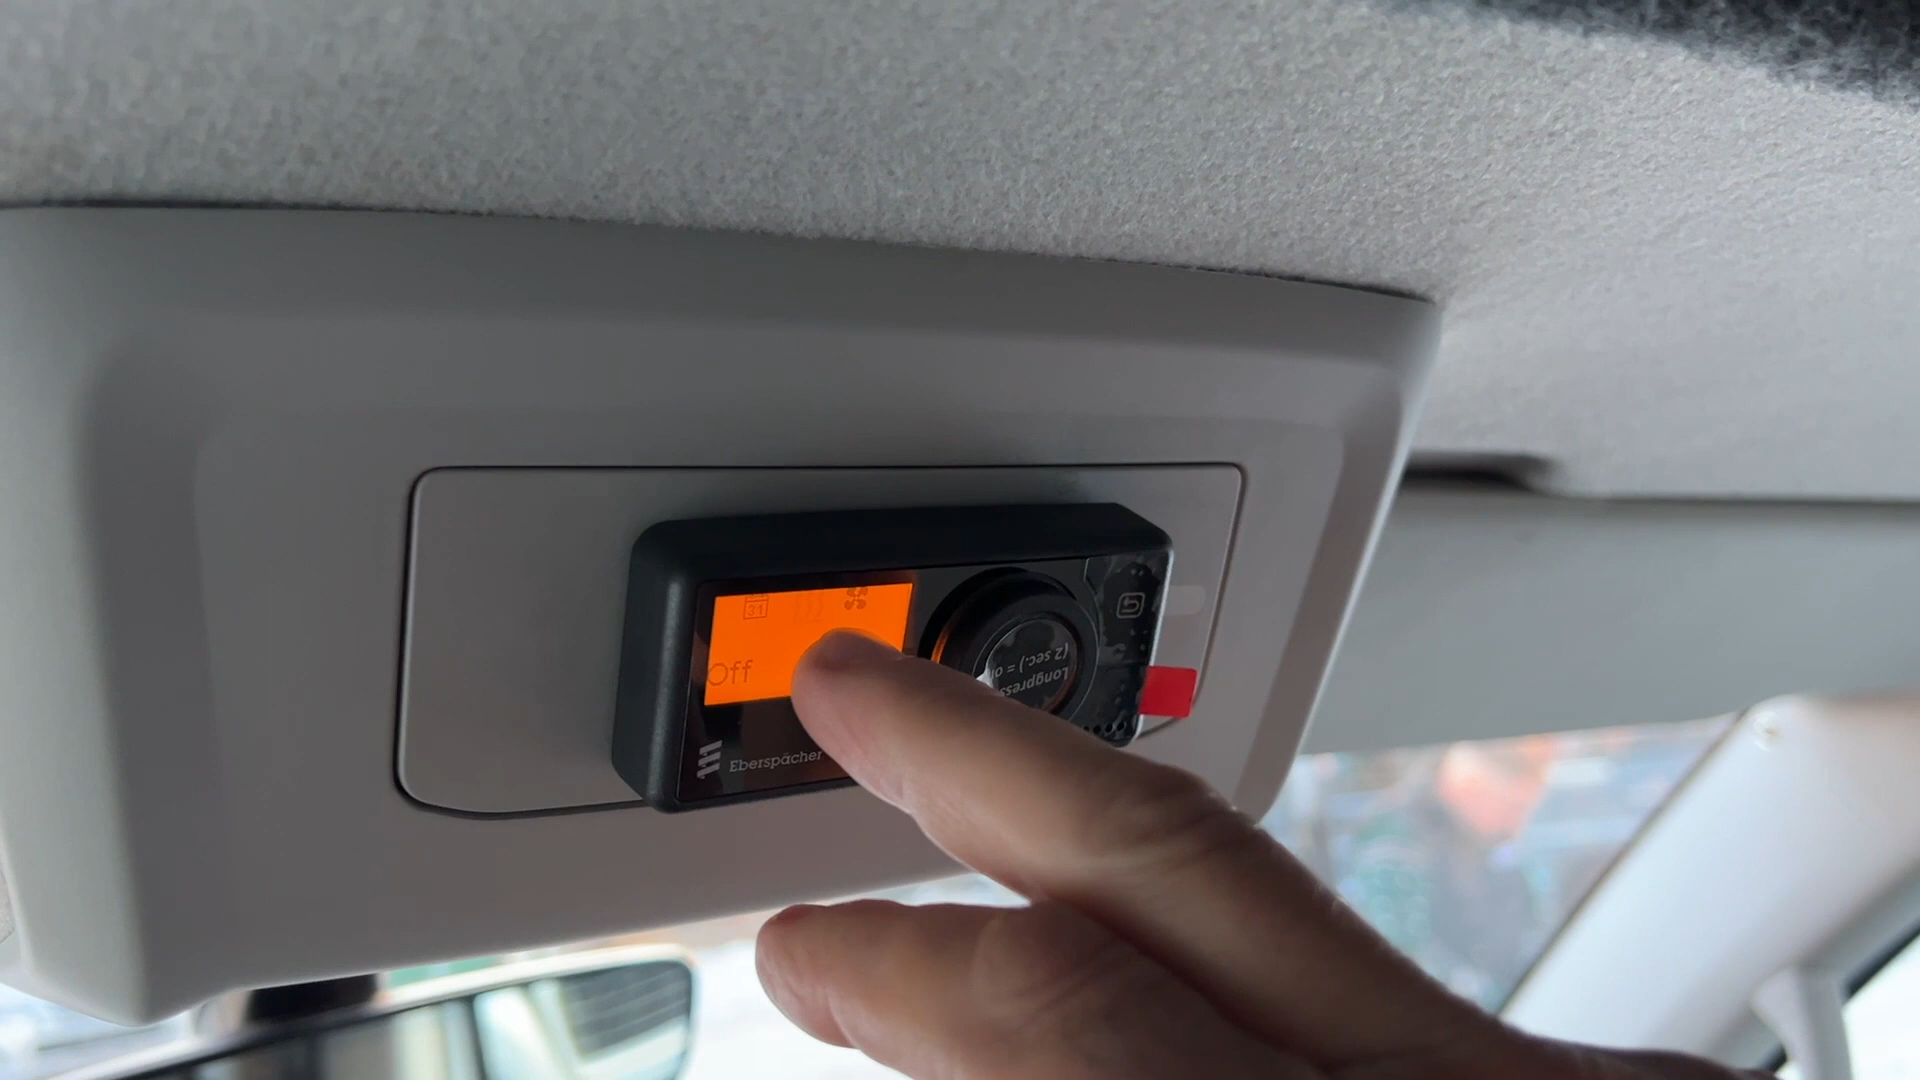 31
Off
Eberspächer
Longpress
(2 sec.) =